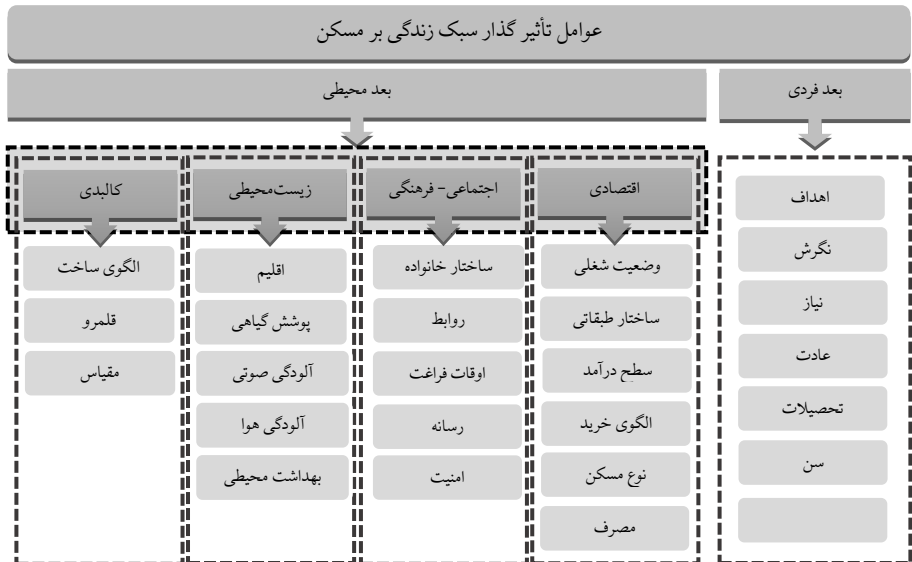 عوامل تأثیر گذار سبک زندگی بر مسکن
بعد فردی
بعد محیطی
اهداف
نگرش
نیاز
عادت
تحصیلات
سن
اقتصادی
وضعیت شغلی
ساختار طبقاتی
سطح درآمد
الگوی خرید
نوع مسکن
مصرف
اجتماعی- فرهنگی
ساختار خانواده
روابط
اوقات فراغت
رسانه
امنیت
زیست‌محیطی
اقلیم
پوشش گیاهی
آلودگی صوتی
آلودگی هوا
بهداشت محیطی
کالبدی
الگوی ساخت
قلمرو
مقیاس